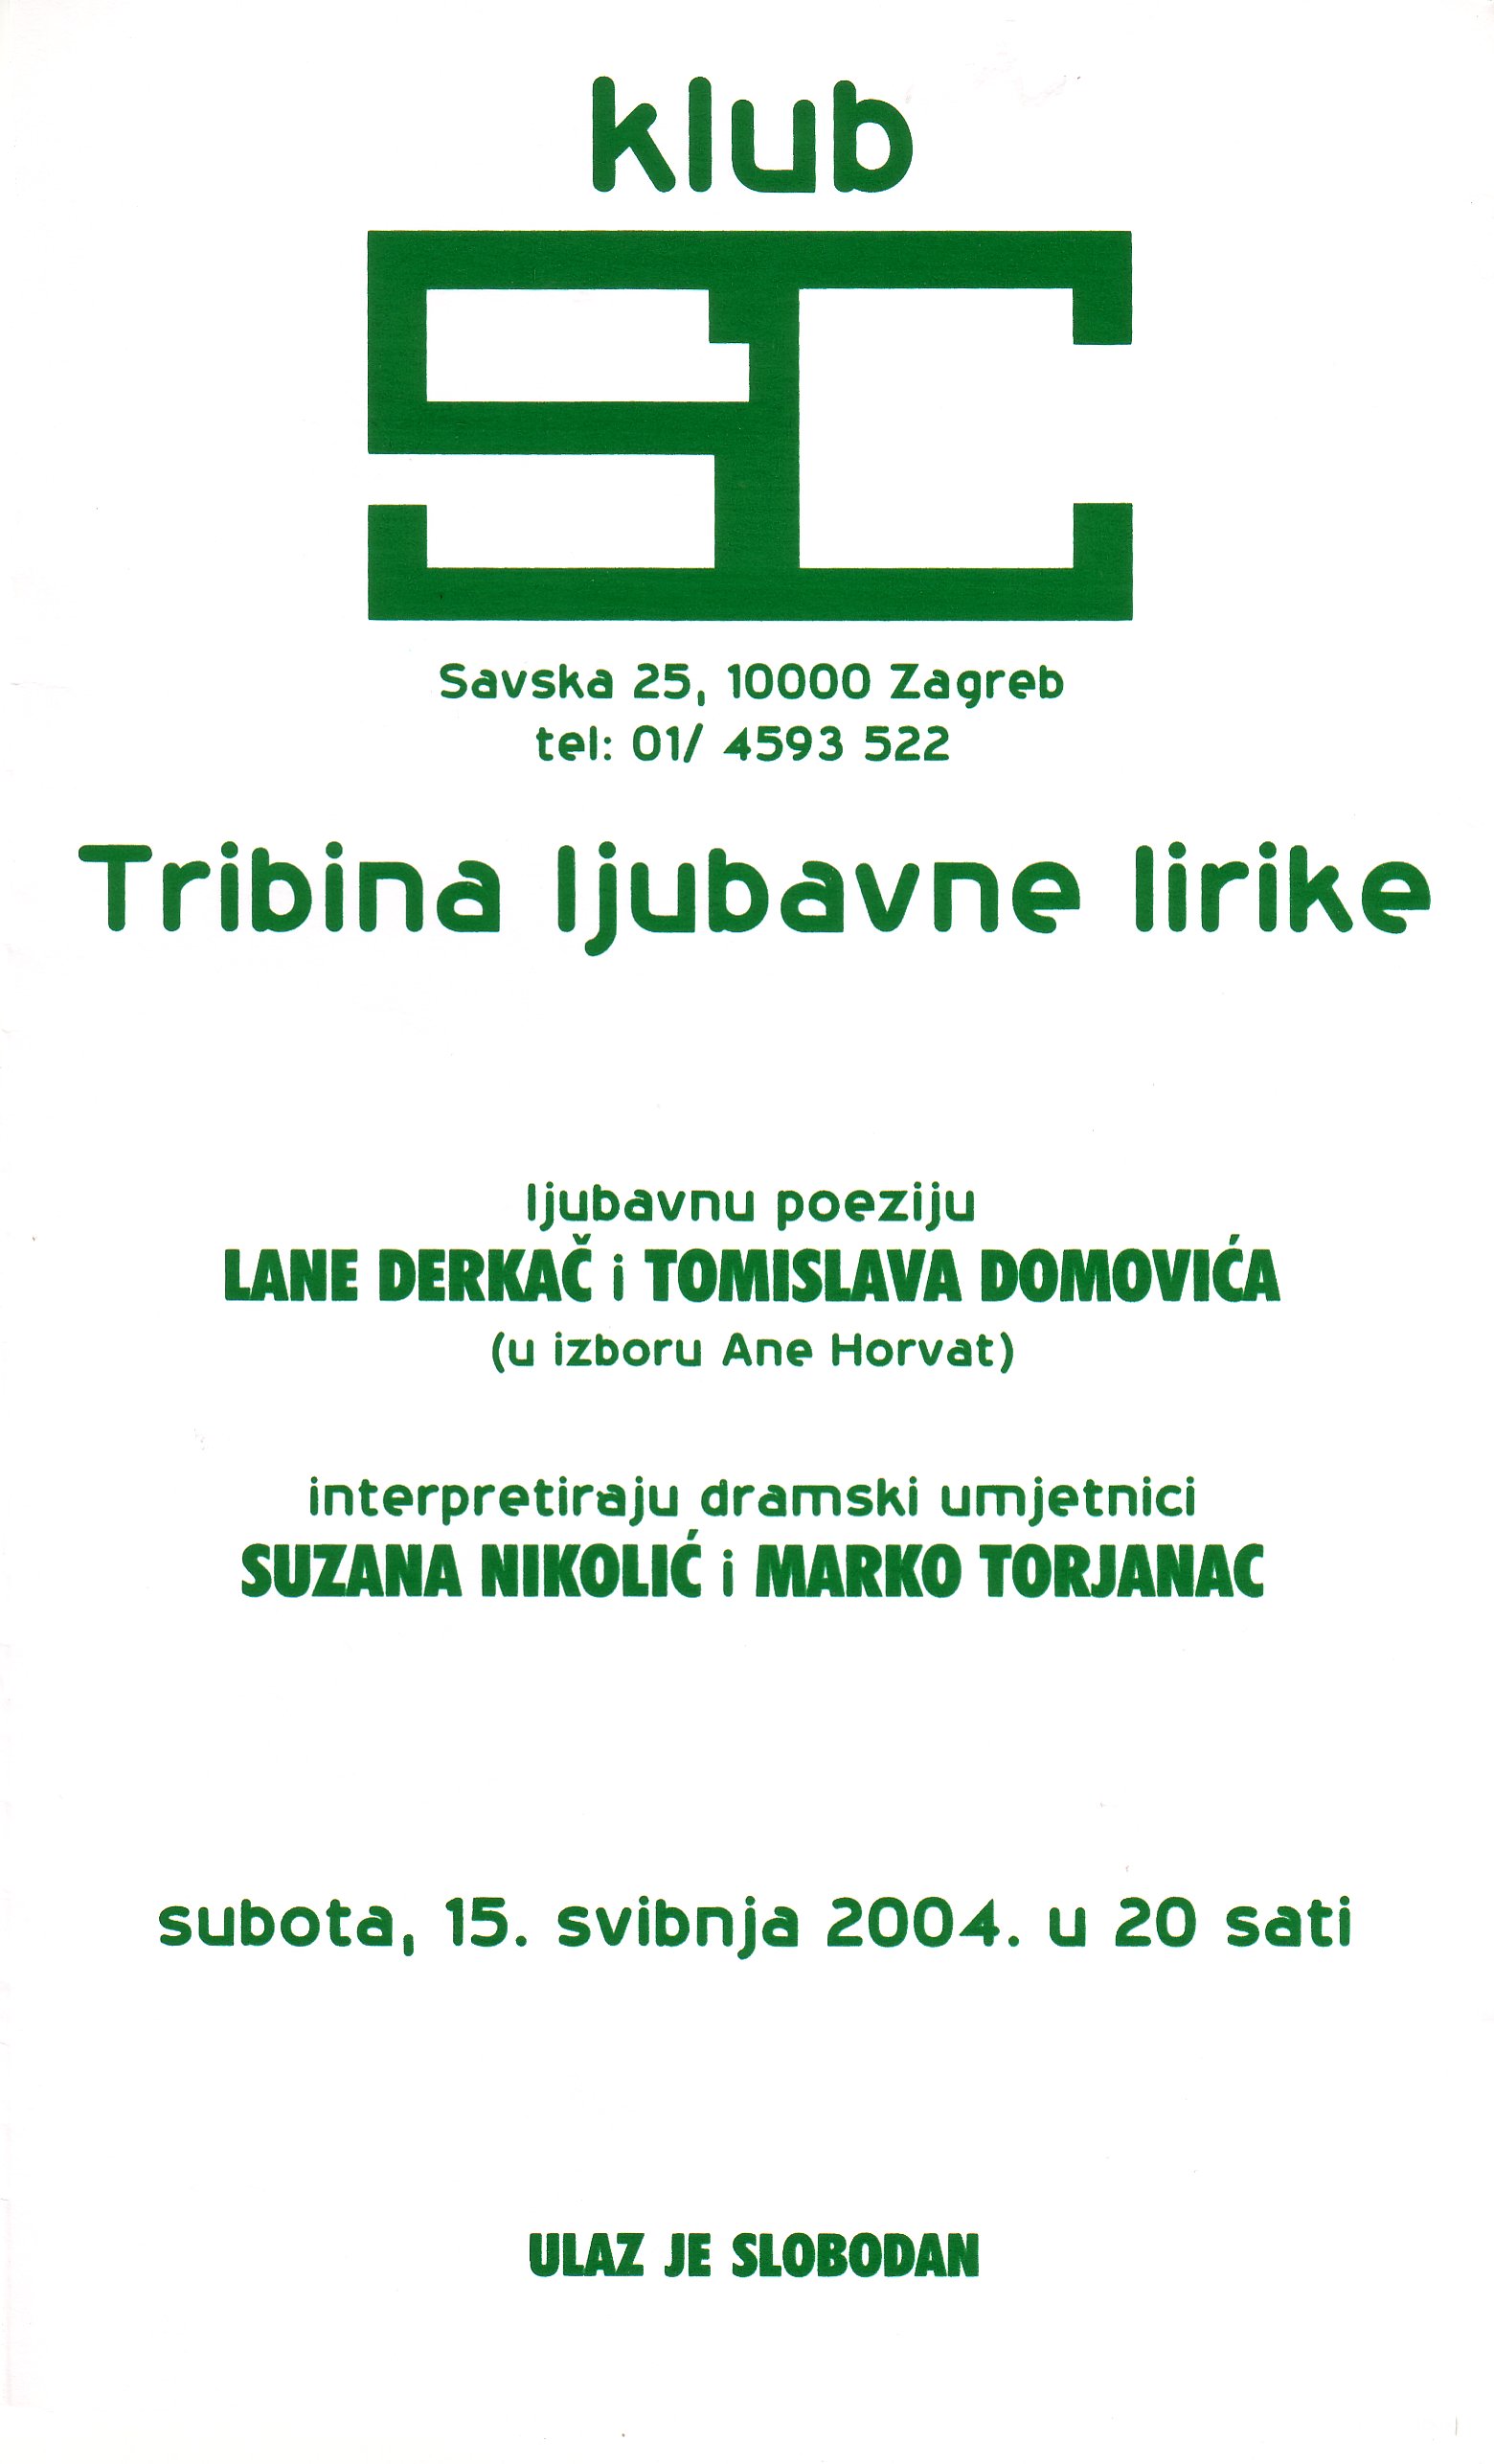 klub
SC
Savska 25, 10000 Zagreb
tel: 01/ 4593 522
Tribina ljubavne lirike
ljubavnu poeziju
LANE DERKAČ i TOMISLAVA DOMOVIĆA
(u izboru Ane Horvat)
interpretiraju dramski umjetnici
SUZANA NIKOLIĆ i MARKO TORJANAC
subota, 15. svibnja 2004. u 20 sati
ULAZ JE SLOBODAN